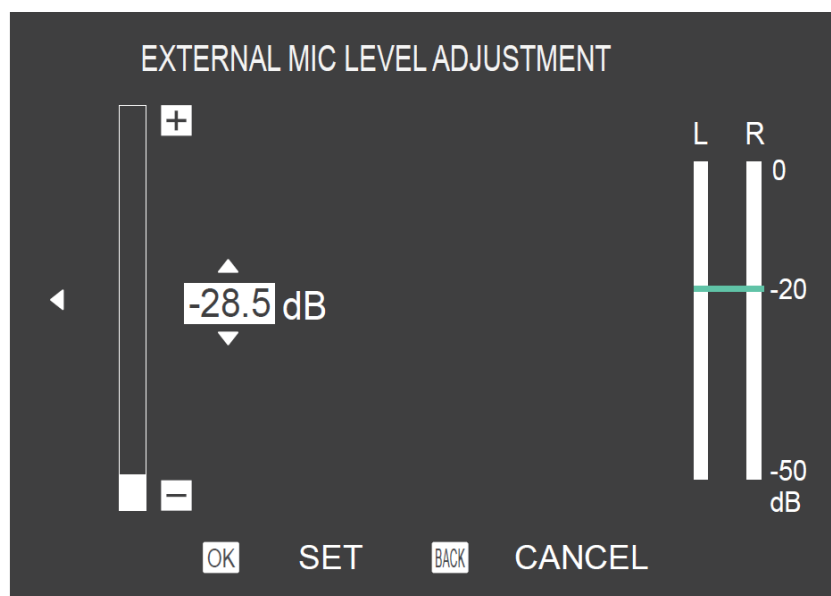 EXTERNAL MIC LEVEL ADJUSTMENT
+
L R
0
-28.5 dB
-20
-50
dB
−
OK SET BACK CANCEL